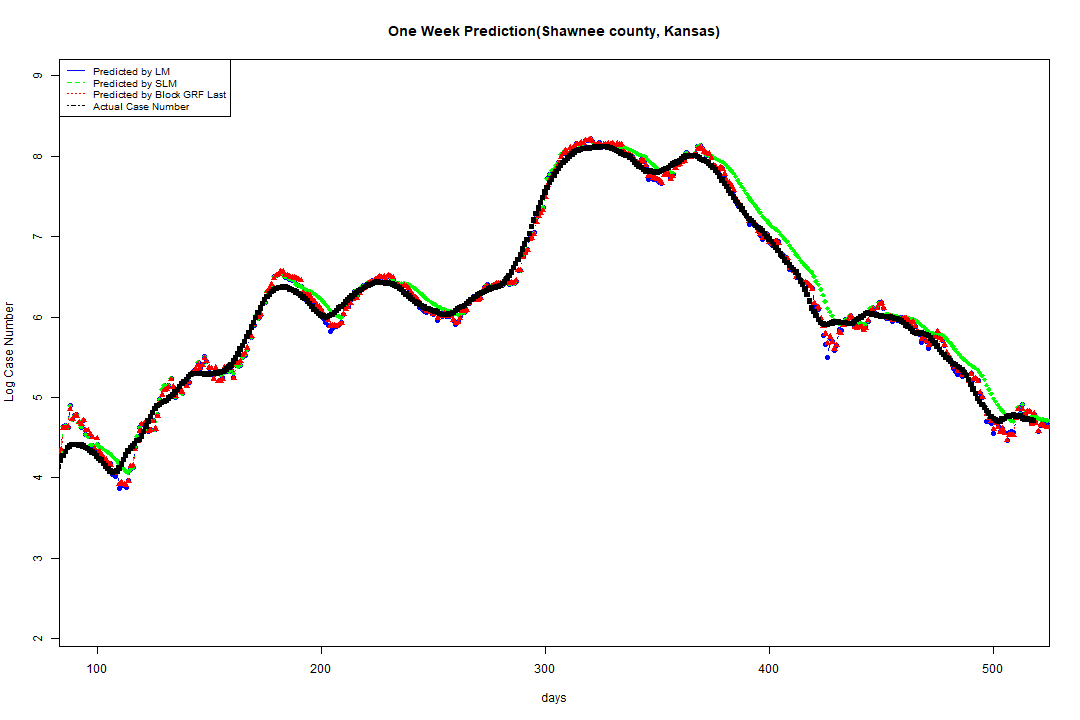 One Week Prediction(Shawnee county, Kansas)
Predicted by LM
Predicted by SLM
Predicted by Block GRF Last
Actual Case Number
9
8
7
6
5
4
3
2
Log Case Number
100 200 300 400 500
days